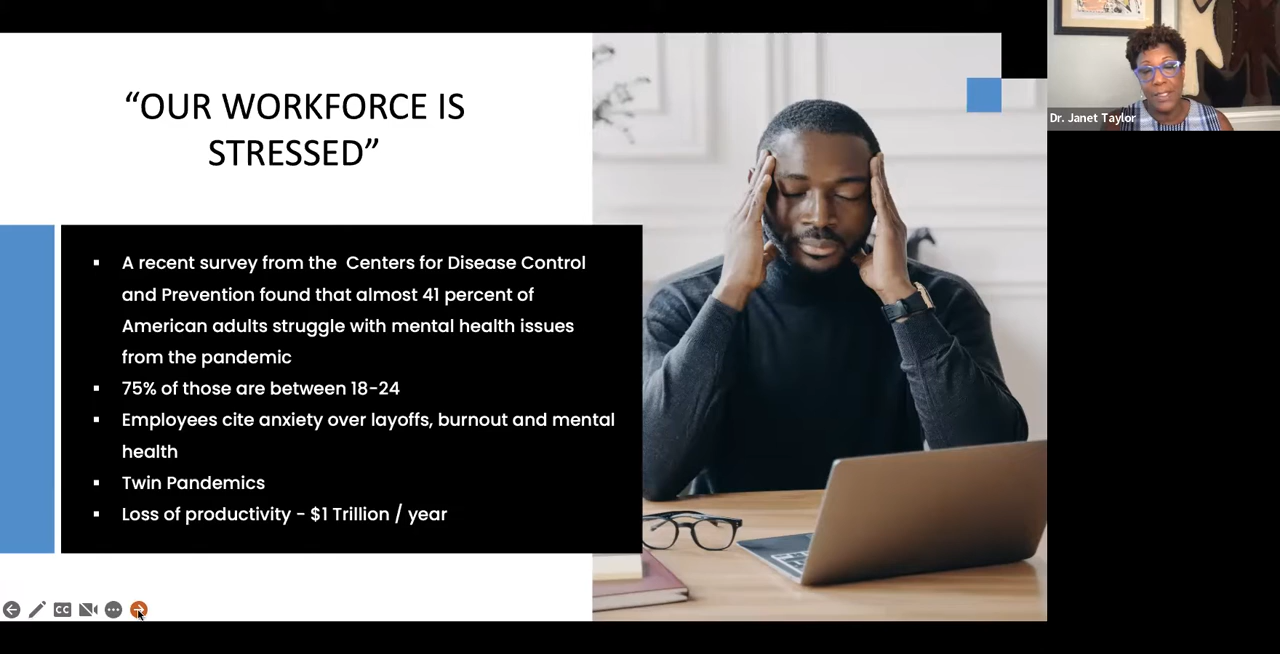 “OUR WORKFORCE IS
STRESSED”
▪ A recent survey from the  Centers for Disease Control
and Prevention found that almost 41 percent of
American adults struggle with mental health issues
from the pandemic
▪ 75% of those are between 18-24
▪ Employees cite anxiety over layoffs, burnout and mental
health
▪ Twin Pandemics
▪ Loss of productivity - $1 Trillion / year
Dr. Janet Taylor
CC